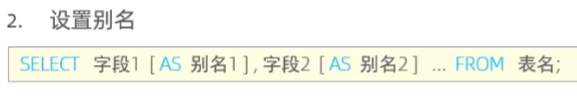 2. 设置别名
SELECT 字段1 [ AS 别名1 ] , 字段2 [ AS 别名2 ] ... FROM 表名;